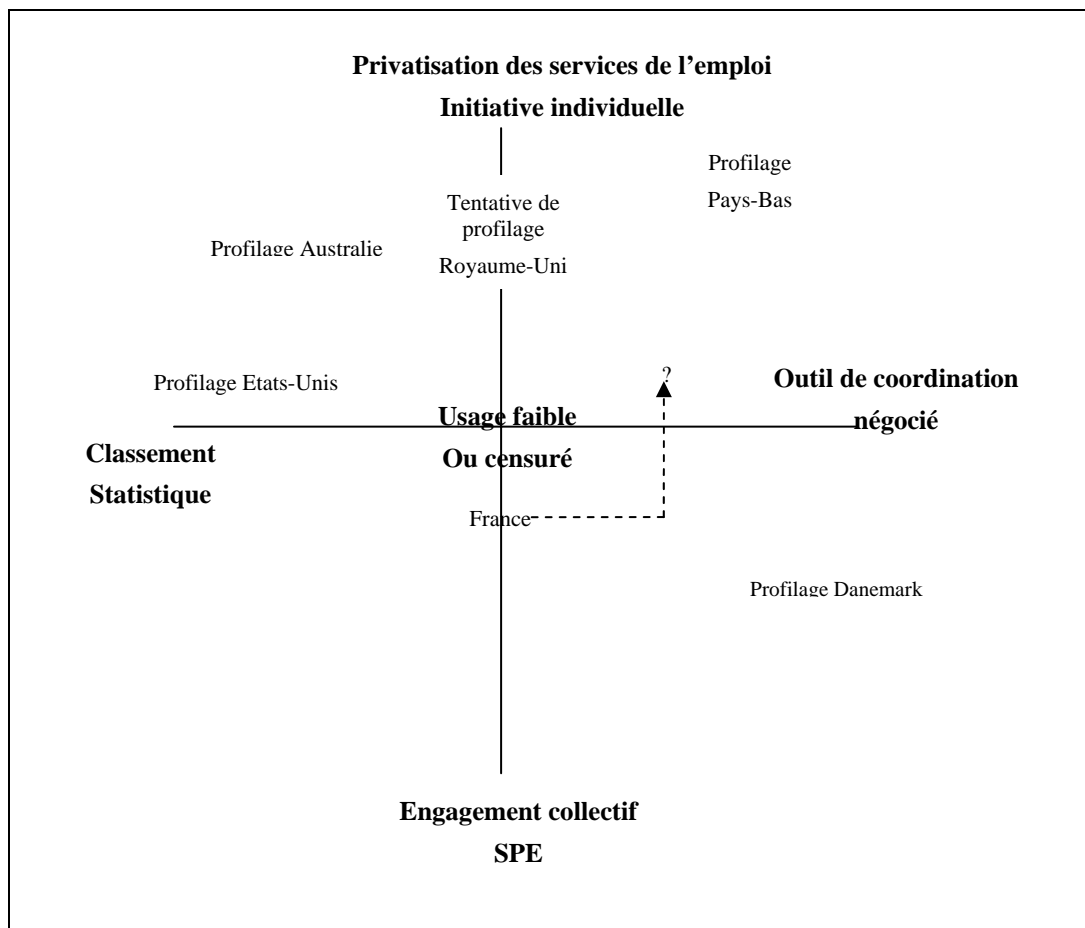 Privatisation des services de l'emploi
Initiative individuelle
Profilage
Pays-Bas
Tentative de
profilage
Royaume-Uni
Profilage Australie
Profilage Etats-Unis
?
Outil de coordination
négocié
Usage faible
Ou censuré
Classement
Statistique
France
Profilage Danemark
Engagement collectif
SPE